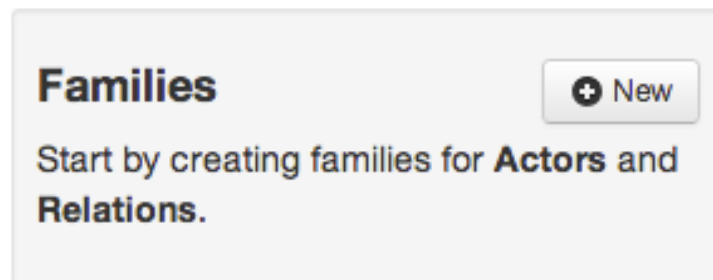 Families
New
Start by creating families for Actors and
Relations.